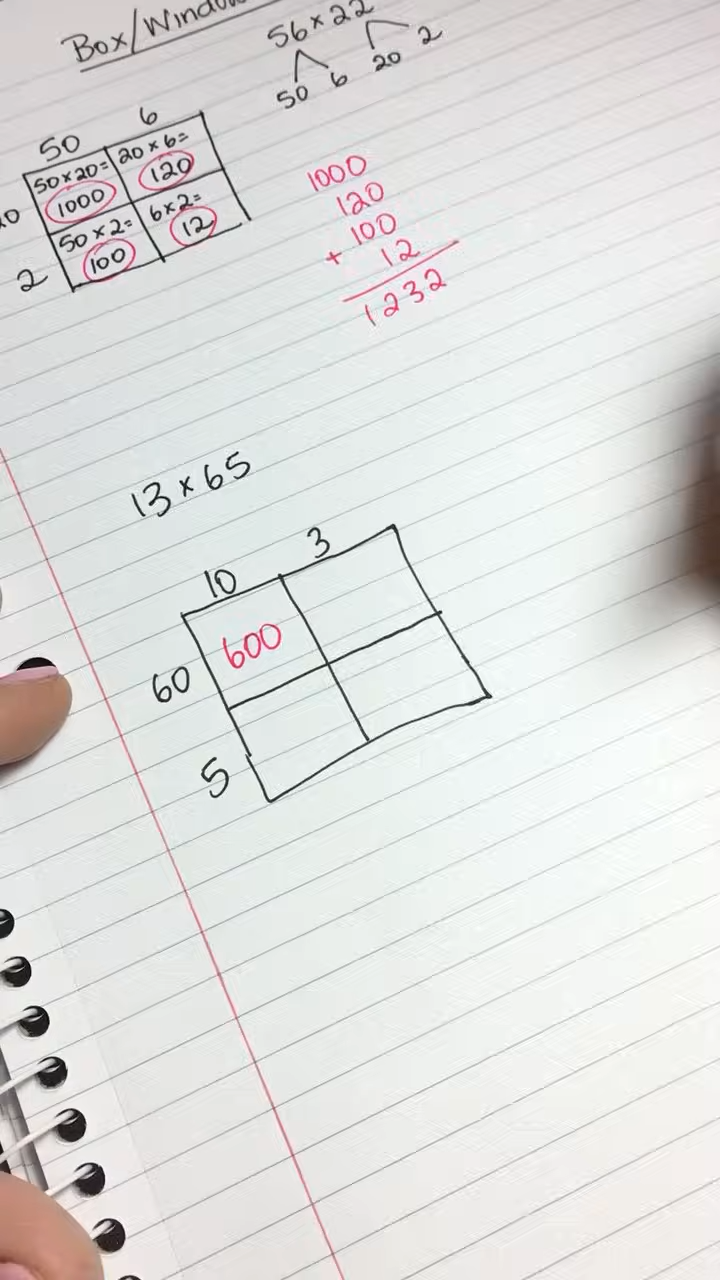 Box/Window
56 × 22
50 6 20 2
50 6
50 × 20 = 20 × 6 =
1000 120
50 × 2 = 6 × 2 =
2 100 12
1000
120
100
+ 12
1232
13 × 65
10 3
60 600
5